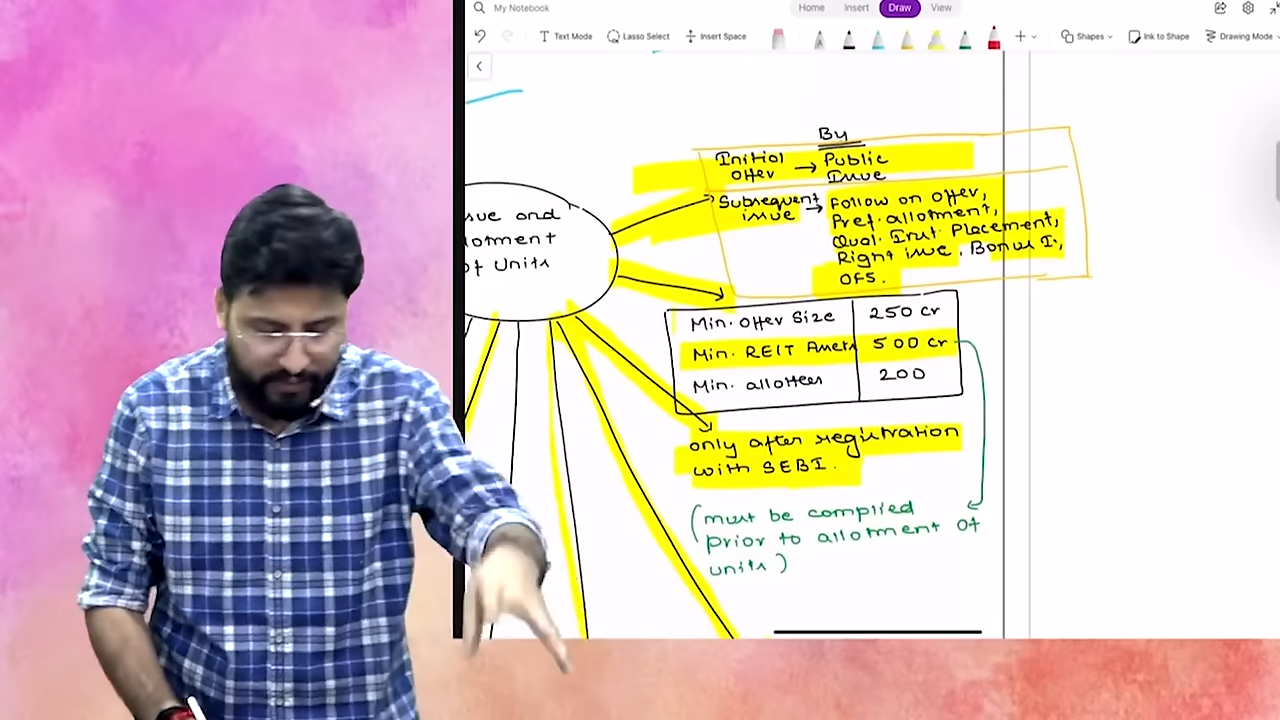 My Notebook
Home Insert Draw View
Text Mode Lasso Select Insert Space Shapes Ink to Shape Drawing Mode
By
Initial offer → Public Issue
Subsequent issue → Follow on offer,
Pref. allotment,
Qual. Inst. Placement,
Right issue, Bonus I.,
OFS.
sue and
lotment
of Units
Min. offer Size 250 cr
Min. REIT Assets 500 cr
Min. allottees 200
only after registration
with SEBI.
(must be complied
prior to allotment of
units)